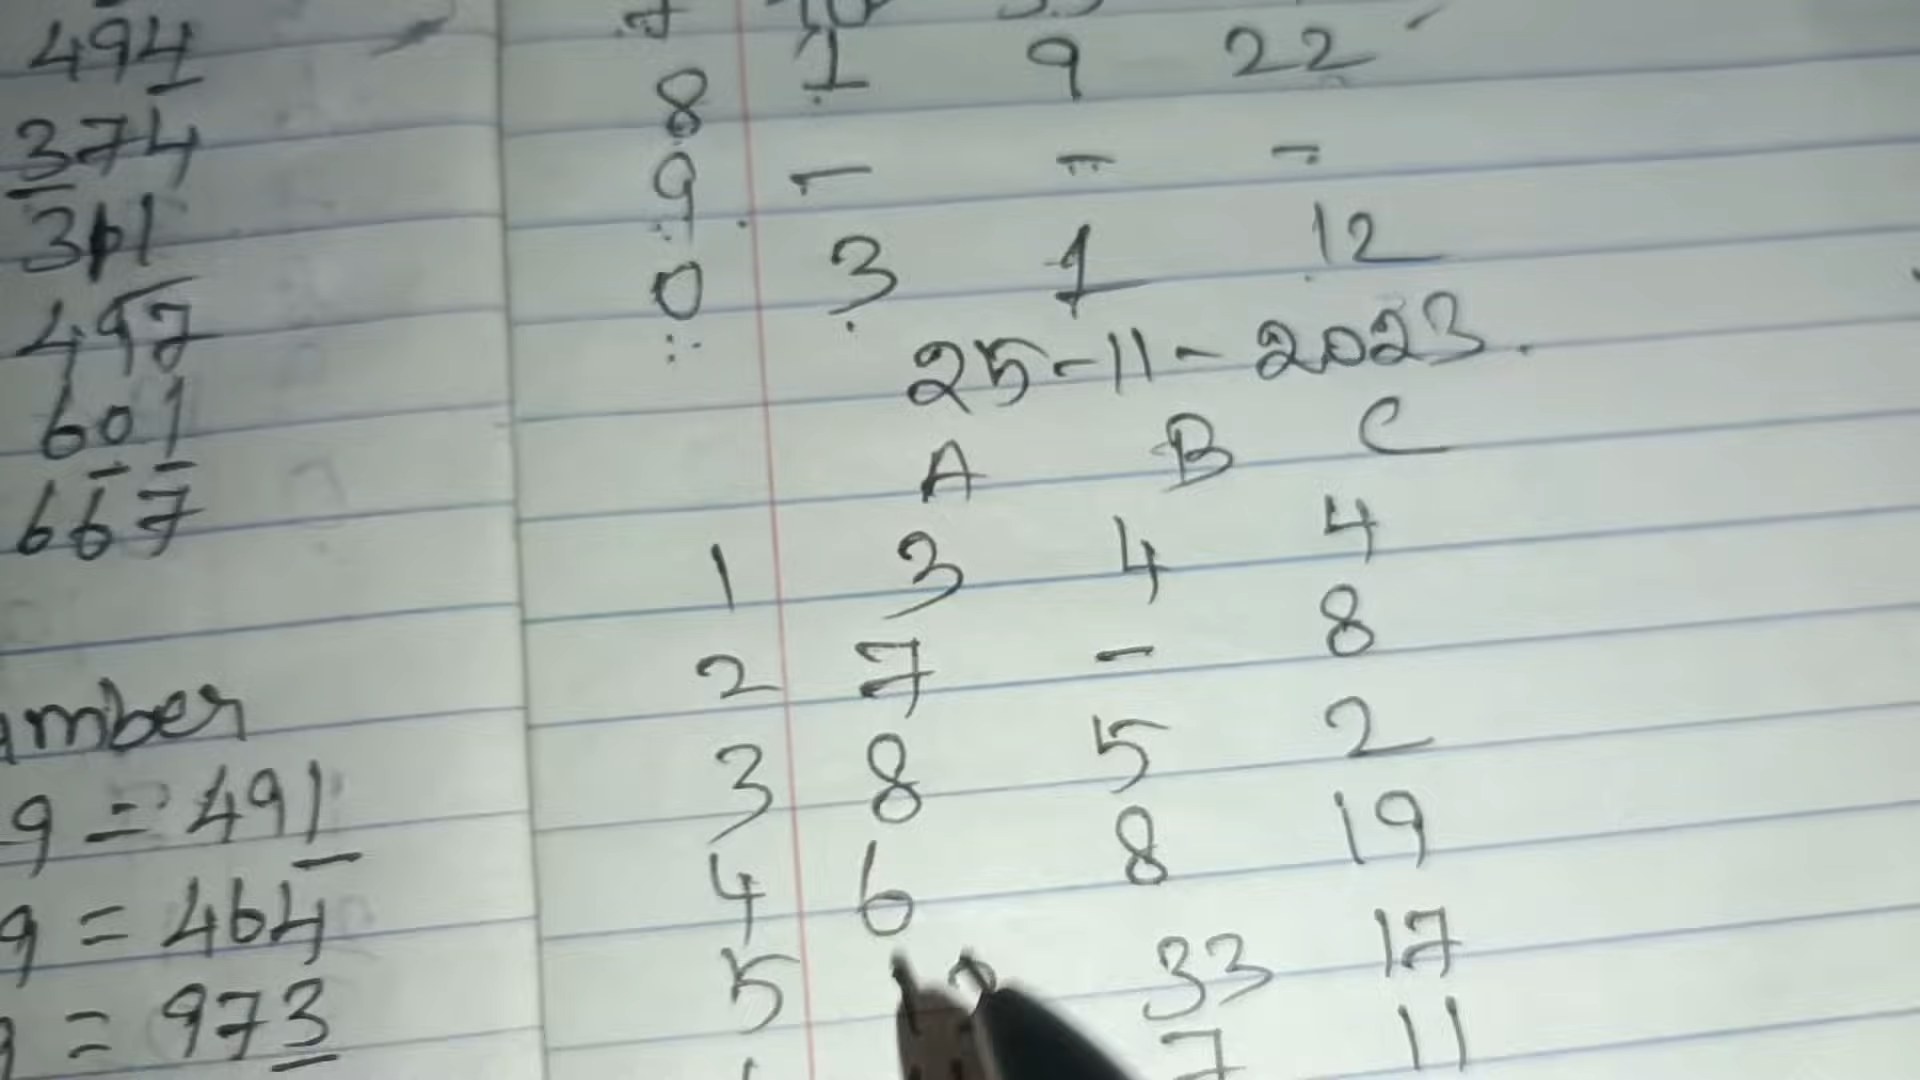 494
374
311
497
601
667
mber
9 = 491
9 = 464
= 973
8 1 9 22
9 - - -
0 3 1 12
25-11-2023.
A B C
1 3 4 4
2 7 - 8
3 8 5 2
4 6 8 19
5 33 17
7 11